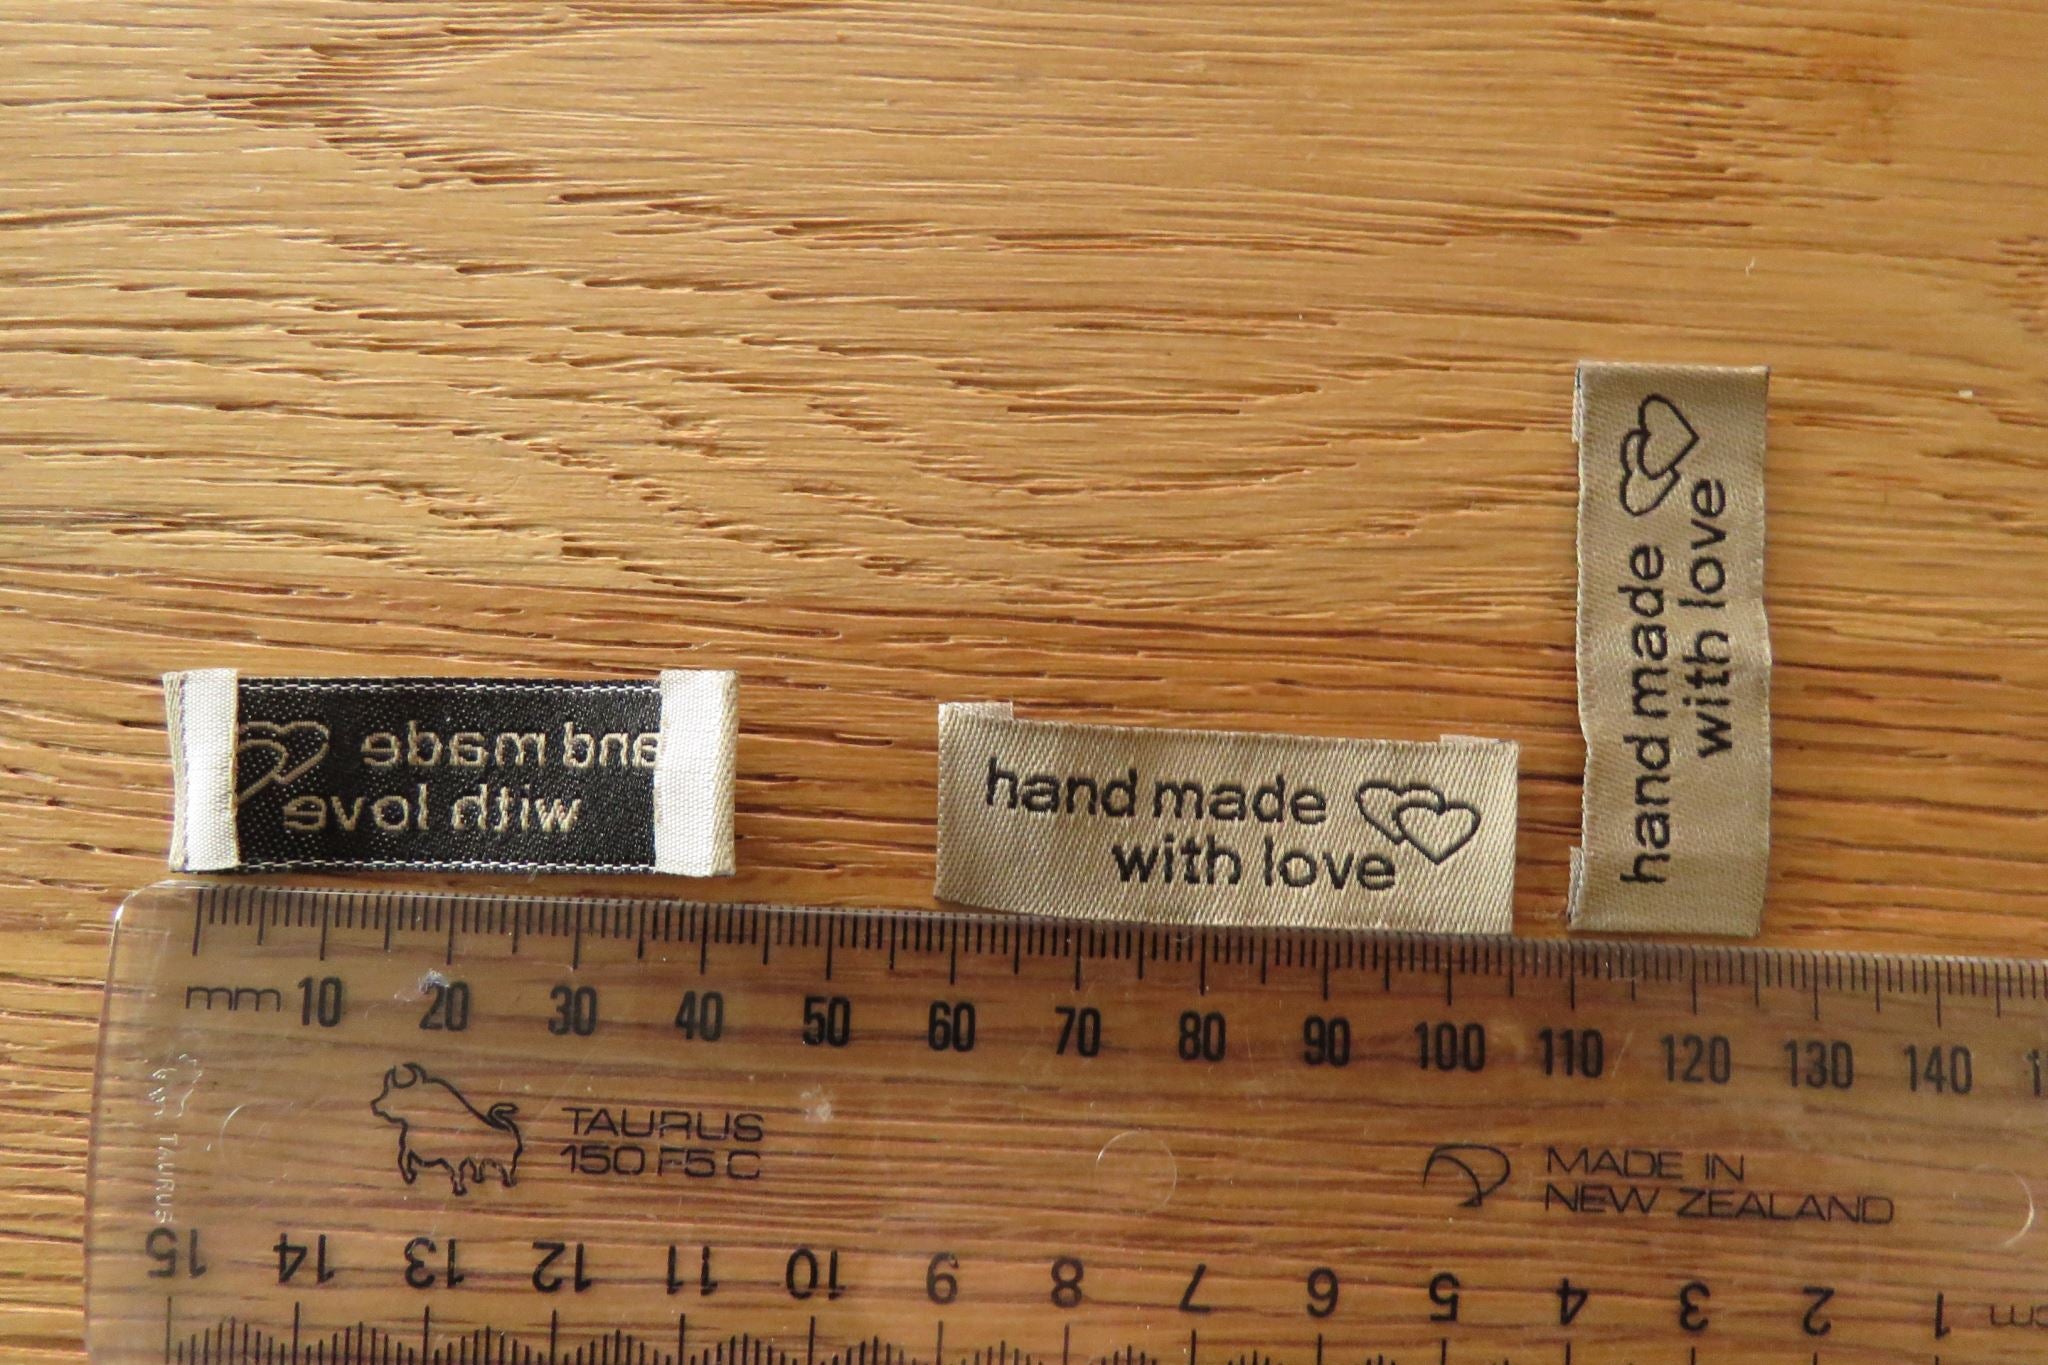 and made
with love
hand made
with love
hand made
with love
mm 10 20 30 40 50 60 70 80 90 100 110 120 130 140
TAURUS
150 F5 C
MADE IN
NEW ZEALAND
TAURUS
15 14 13 12 11 10 9 8 7 6 5 4 3 2 1 cm